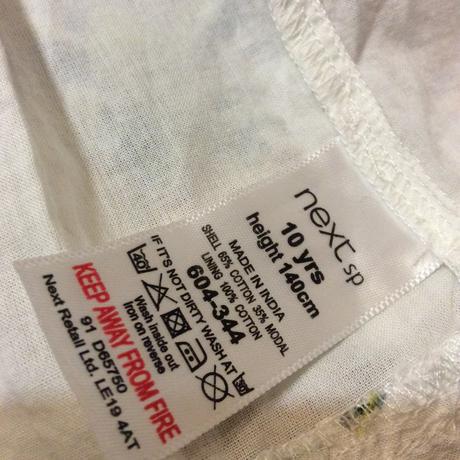 next sp
10 yrs
height 140cm
MADE IN INDIA
SHELL 65% COTTON 35% MODAL
LINING 100% COTTON
604-344
IF IT'S NOT DIRTY WASH AT 30
40
Wash inside out
Iron on reverse
KEEP AWAY FROM FIRE
91 D65750
Next Retail Ltd. LE19 4AT